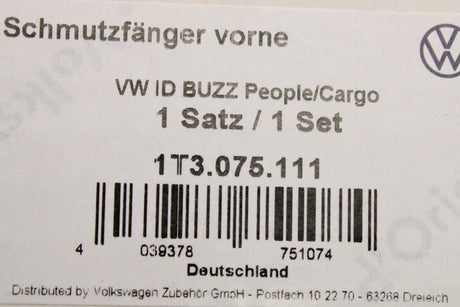 Schmutzfänger vorne
VW ID BUZZ People/Cargo
1 Satz / 1 Set
1T3.075.111
4 039378 751074
Deutschland
Distributed by Volkswagen Zubehör GmbH - Postfach 10 22 70 - 63268 Dreieich